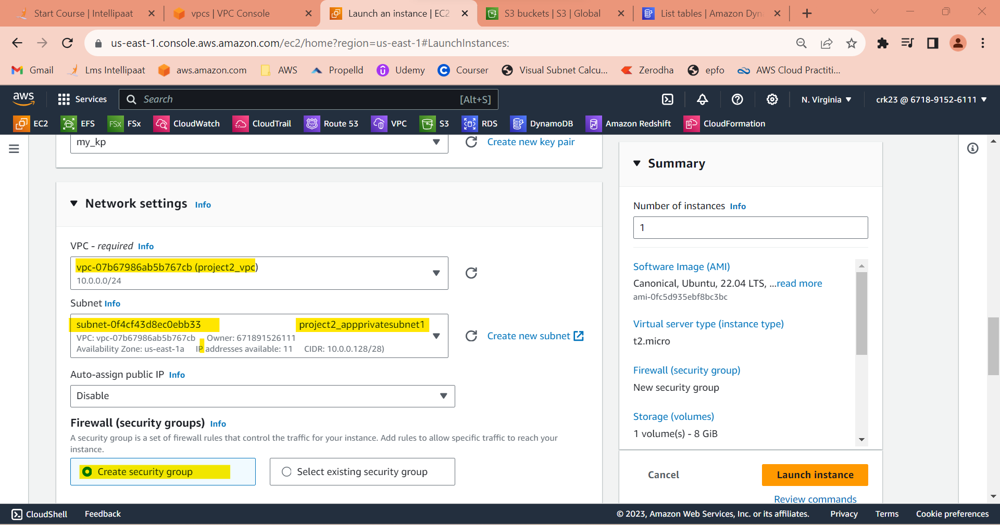 Start Course | Intellipaat
vpcs | VPC Console
Launch an instance | EC2
S3 buckets | S3 | Global
List tables | Amazon Dyn
us-east-1.console.aws.amazon.com/ec2/home?region=us-east-1#LaunchInstances:
Gmail Lms Intellipaat aws.amazon.com AWS Propelld Udemy Courser Visual Subnet Calcu... Zerodha epfo AWS Cloud Practiti...
aws Services Search [Alt+S] N. Virginia crk23 @ 6718-9152-6111
EC2 EFS FSx FSx CloudWatch CloudTrail 53 Route 53 VPC S3 RDS DynamoDB Amazon Redshift CloudFormation
my_kp Create new key pair
Network settings Info
VPC - required Info
vpc-07b67986ab5b767cb (project2_vpc)
10.0.0.0/24
Subnet Info
subnet-0f4cf43d8ec0ebb33 project2_appprivatesubnet1
VPC: vpc-07b67986ab5b767cb Owner: 671891526111
Availability Zone: us-east-1a IP addresses available: 11 CIDR: 10.0.0.128/28)
Create new subnet
Auto-assign public IP Info
Disable
Firewall (security groups) Info
A security group is a set of firewall rules that control the traffic for your instance. Add rules to allow specific traffic to reach your
instance.
Create security group Select existing security group
Summary
Number of instances Info
1
Software Image (AMI)
Canonical, Ubuntu, 22.04 LTS, ...read more
ami-0fc5d935ebf8bc3bc
Virtual server type (instance type)
t2.micro
Firewall (security group)
New security group
Storage (volumes)
1 volume(s) - 8 GiB
Cancel Launch instance
Review commands
CloudShell Feedback © 2023, Amazon Web Services, Inc. or its affiliates. Privacy Terms Cookie preferences